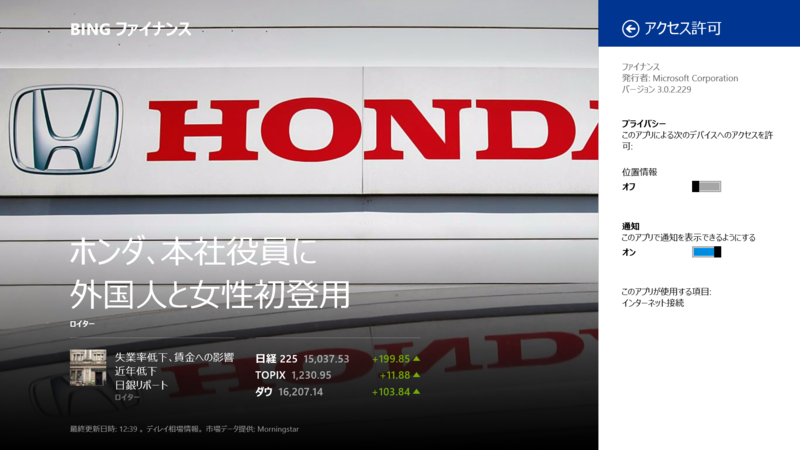 BING ファイナンス
HONDA
ホンダ、本社役員に
外国人と女性初登用
ロイター
失業率低下、賃金への影響
近年低下
日銀リポート
ロイター
日経 225 15,037.53 +199.85 ▲
TOPIX 1,230.95 +11.88 ▲
ダウ 16,207.14 +103.84 ▲
最終更新日時: 12:39 。ディレイ相場情報。 市場データ提供: Morningstar
アクセス許可
ファイナンス
発行者: Microsoft Corporation
バージョン 3.0.2.229
プライバシー
このアプリによる次のデバイスへのアクセスを許
可:
位置情報
オフ
通知
このアプリで通知を表示できるようにする
オン
このアプリが使用する項目:
インターネット接続